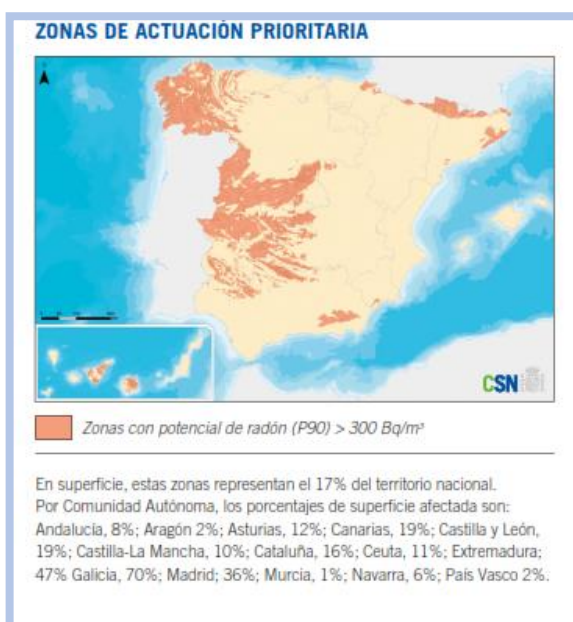 ZONAS DE ACTUACIÓN PRIORITARIA
CSN
Zonas con potencial de radón (P90) > 300 Bq/m³
En superficie, estas zonas representan el 17% del territorio nacional.
Por Comunidad Autónoma, los porcentajes de superficie afectada son:
Andalucía, 8%; Aragón 2%; Asturias, 12%; Canarias, 19%; Castilla y León,
19%; Castilla-La Mancha, 10%; Cataluña, 16%; Ceuta, 11%; Extremadura;
47% Galicia, 70%; Madrid; 36%; Murcia, 1%; Navarra, 6%; País Vasco 2%.